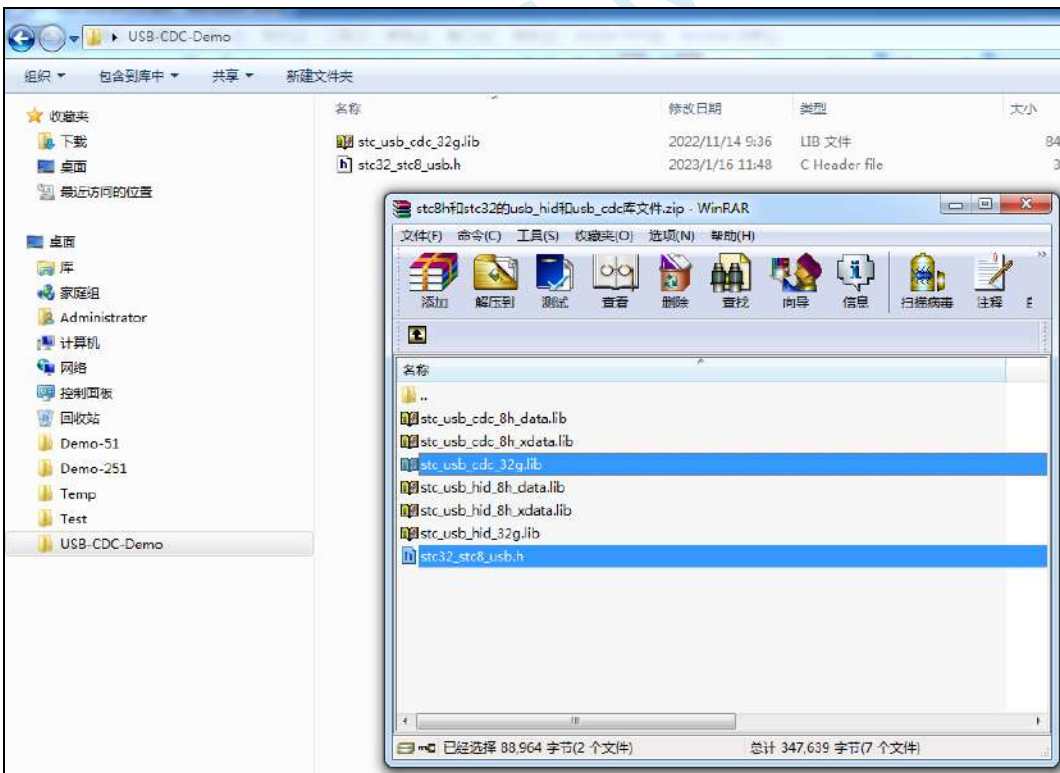 USB-CDC-Demo
组织 包含到库中 共享 新建文件夹
收藏夹
下载
桌面
最近访问的位置
桌面
库
家庭组
Administrator
计算机
网络
控制面板
回收站
Demo-51
Demo-251
Temp
Test
USB-CDC-Demo
名称 修改日期 类型 大小
stc_usb_cdc_32g.lib 2022/11/14 9:36 LIB 文件 84
stc32_stc8_usb.h 2023/1/16 11:48 C Header file 3
stc8h和stc32的usb_hid和usb_cdc库文件.zip - WinRAR
文件(F) 命令(C) 工具(S) 收藏夹(O) 选项(N) 帮助(H)
添加 解压到 测试 查看 删除 查找 向导 信息 扫描病毒 注释
名称
..
stc_usb_cdc_8h_data.lib
stc_usb_cdc_8h_xdata.lib
stc_usb_cdc_32g.lib
stc_usb_hid_8h_data.lib
stc_usb_hid_8h_xdata.lib
stc_usb_hid_32g.lib
stc32_stc8_usb.h
已经选择 88,964 字节(2 个文件) 总计 347,639 字节(7 个文件)